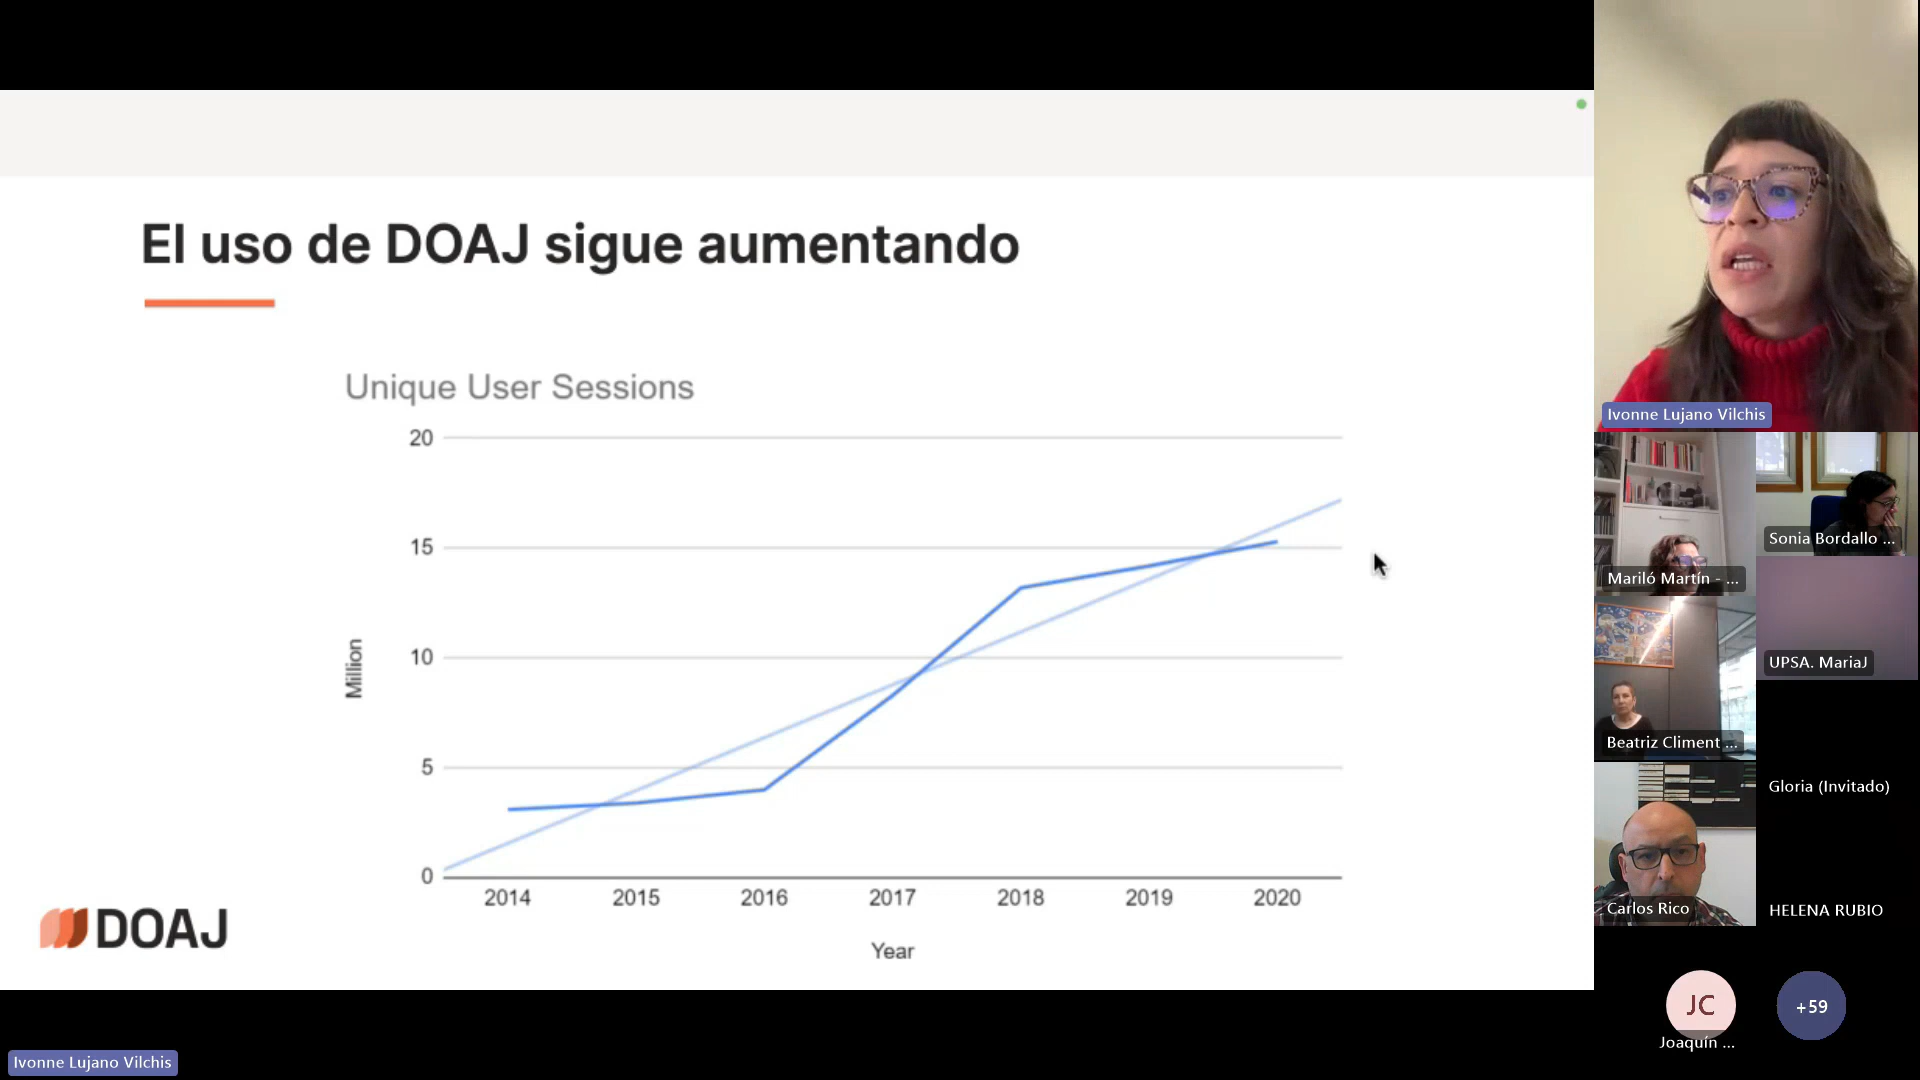 El uso de DOAJ sigue aumentando
Unique User Sessions
20
15
10
5
0
Million
2014 2015 2016 2017 2018 2019 2020
Year
DOAJ
Ivonne Lujano Vilchis
Ivonne Lujano Vilchis
Mariló Martín - ...
Sonia Bordallo ...
UPSA. MariaJ
Beatriz Climent ...
Gloria (Invitado)
Carlos Rico
HELENA RUBIO
JC
Joaquín ...
+59